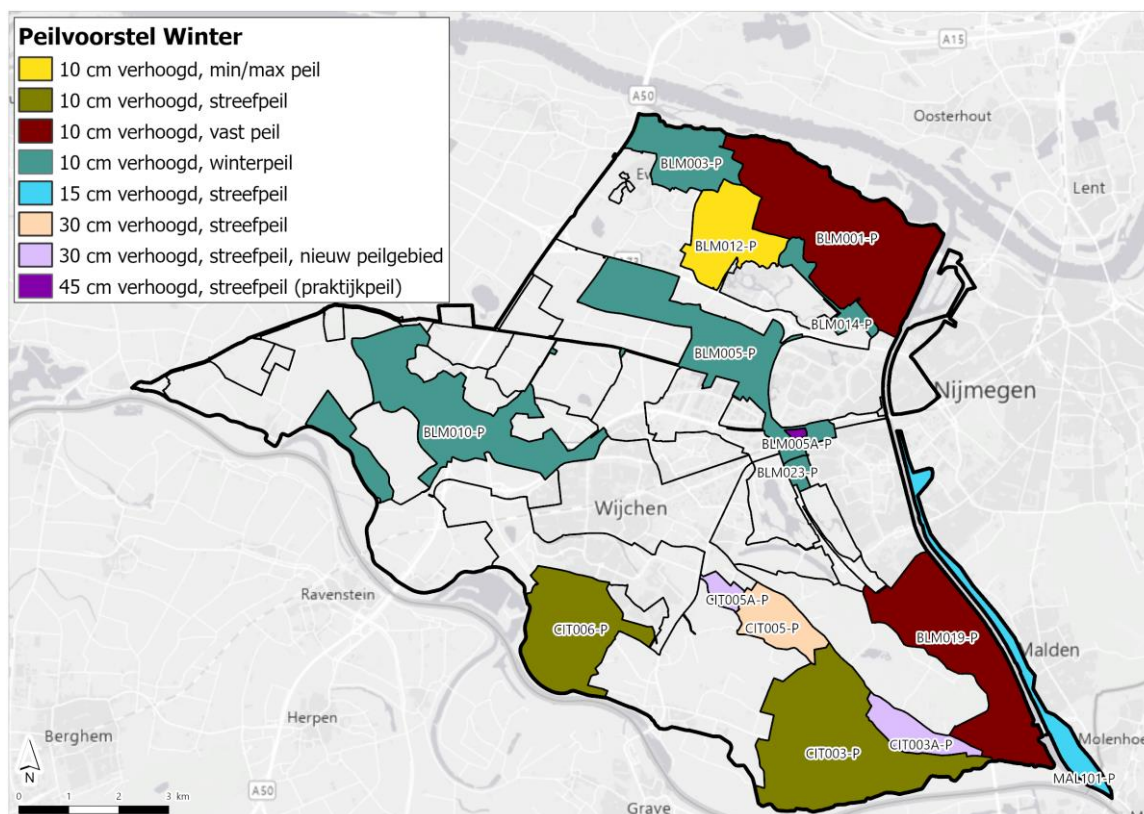 Peilvoorstel Winter
10 cm verhoogd, min/max peil
10 cm verhoogd, streefpeil
10 cm verhoogd, vast peil
10 cm verhoogd, winterpeil
15 cm verhoogd, streefpeil
30 cm verhoogd, streefpeil
30 cm verhoogd, streefpeil, nieuw peilgebied
45 cm verhoogd, streefpeil (praktijkpeil)
A15
A50
Oosterhout
Lent
BLM003-P
Ew
BLM001-P
BLM012-P
A73
BLM014-P
BLM005-P
Nijmegen
BLM010-P
BLM005A-P
BLM023-P
Wijchen
Ravenstein
CIT005A-P
CIT006-P
CIT005-P
BLM019-P
Malden
Herpen
Berghem
CIT003A-P
CIT003-P
Molenhoe
MAL101-P
N
A50
0 1 2 3 km
Grave